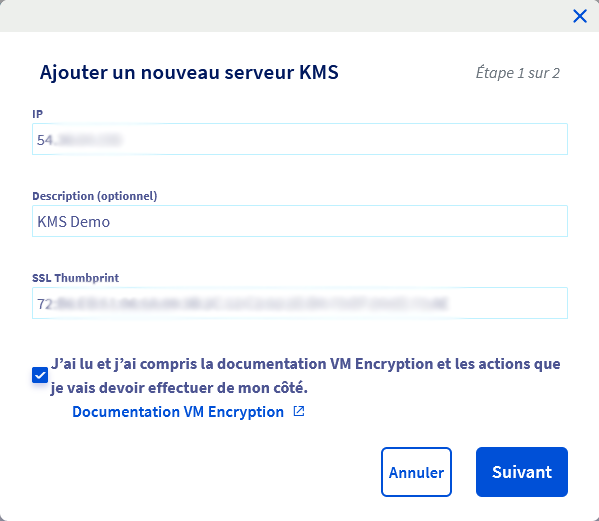 Ajouter un nouveau serveur KMS
Étape 1 sur 2
IP
54.
Description (optionnel)
KMS Demo
SSL Thumbprint
72:
J'ai lu et j'ai compris la documentation VM Encryption et les actions que
je vais devoir effectuer de mon côté.
Documentation VM Encryption
Annuler
Suivant